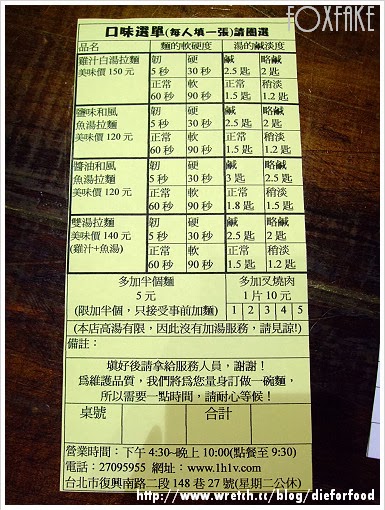 FOXFAKE
口味選單(每人填一張)請圈選
品名 麵的軟硬度 湯的鹹淡度
雞汁白湯拉麵 韌 硬 鹹 略鹹
美味價 150 元 5 秒 30 秒 2.5 匙 2 匙
正常 軟 正常 稍淡
60 秒 90 秒 1.5 匙 1.2 匙
鹽味和風 韌 硬 鹹 略鹹
魚湯拉麵 5 秒 30 秒 2.5 匙 2 匙
美味價 120 元 正常 軟 正常 稍淡
60 秒 90 秒 1.5 匙 1.2 匙
醬油和風 韌 硬 鹹 略鹹
魚湯拉麵 5 秒 30 秒 3 匙 2.5 匙
美味價 120 元 正常 軟 正常 稍淡
60 秒 90 秒 1.8 匙 1.5 匙
雙湯拉麵 韌 硬 鹹 略鹹
美味價 140 元 5 秒 30 秒 2.5 匙 2 匙
(雞汁+魚湯) 正常 軟 正常 稍淡
60 秒 90 秒 1.5 匙 1.2 匙
多加半個麵 多加叉燒肉
5 元 1 片 10 元
(限加半個，只接受事前加麵) 1 2 3 4 5
(本店高湯有限，因此沒有加湯服務，請見諒!)
備註：
填好後請拿給服務人員，謝謝！
為維護品質，我們將為您量身訂做一碗麵，
所以需要一點時間，請耐心等候！
桌號 合計
營業時間：下午 4:30~晚上 10:00(點餐至 9:30)
電話：27095955 網址：www.1h1v.com
台北市復興南路二段 148 巷 27 號(星期二公休)
http://www.wretch.cc/blog/dieforfood